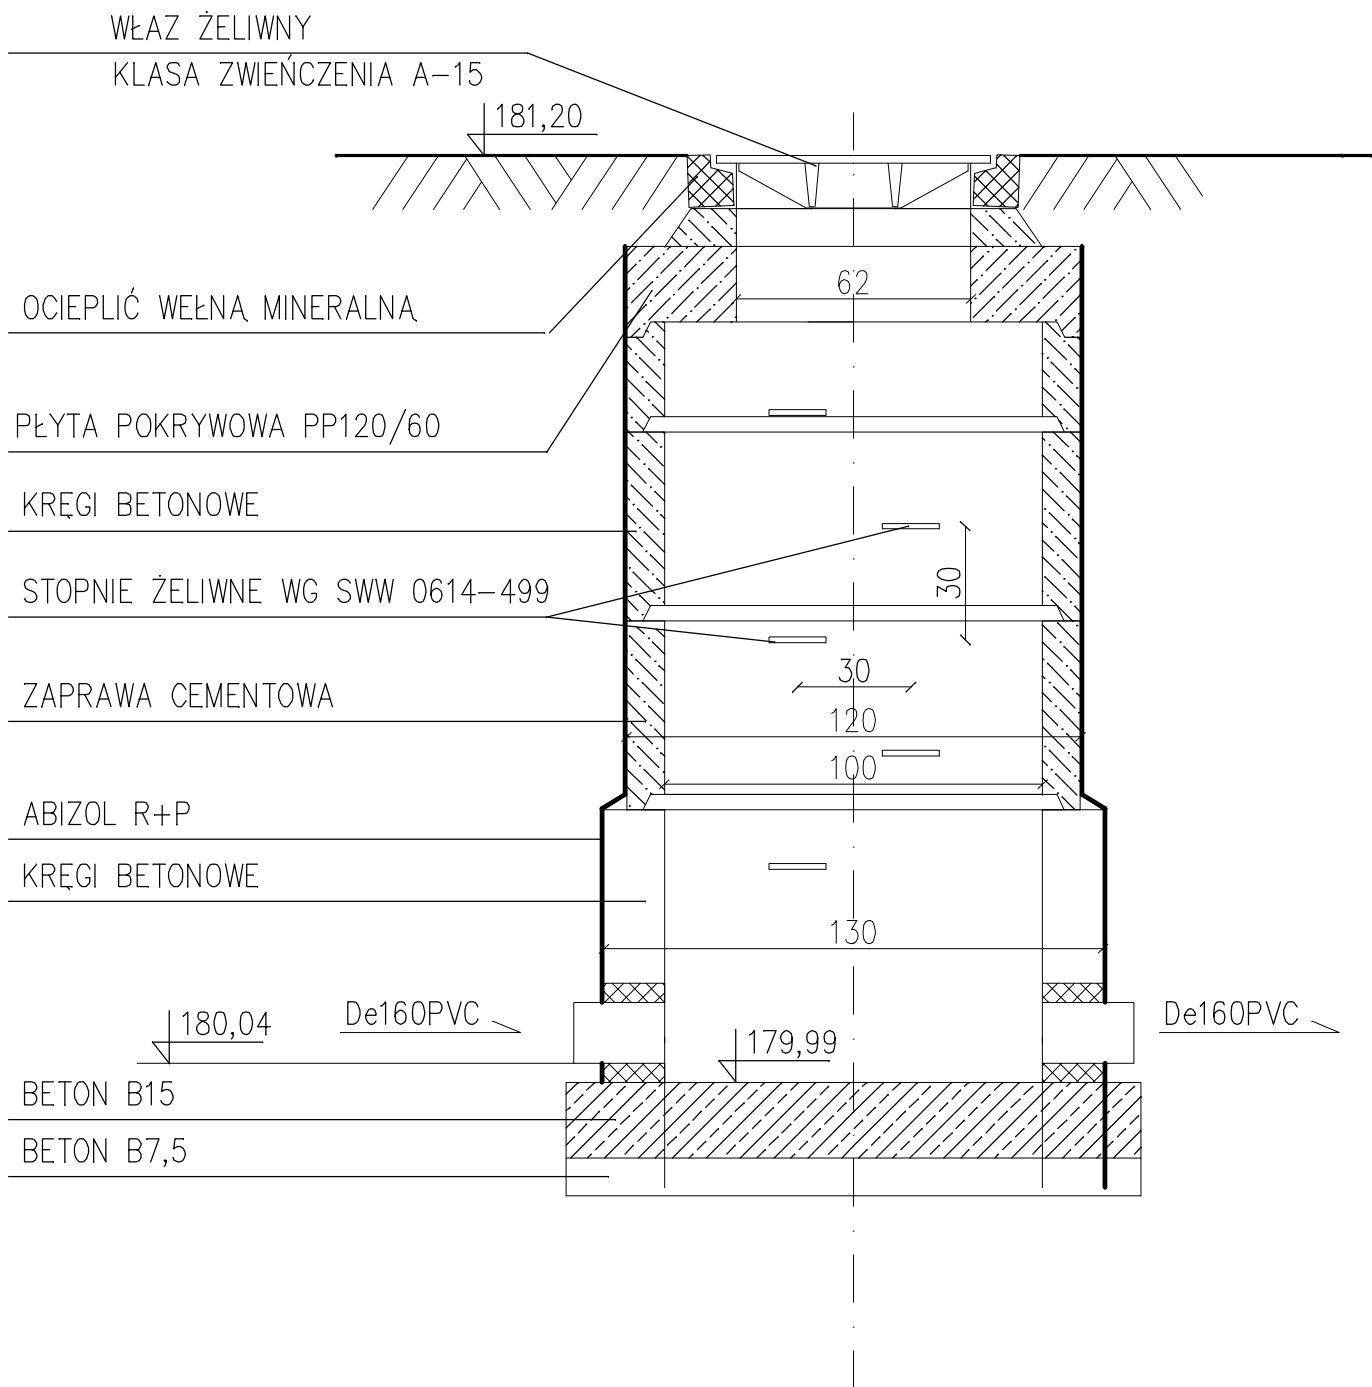 WŁAZ ŻELIWNY
KLASA ZWIEŃCZENIA A-15
181,20
62
OCIEPLIĆ WEŁNĄ MINERALNĄ
PŁYTA POKRYWOWA PP120/60
KRĘGI BETONOWE
STOPNIE ŻELIWNE WG SWW 0614-499
30
30
ZAPRAWA CEMENTOWA
120
100
ABIZOL R+P
KRĘGI BETONOWE
130
De160PVC
De160PVC
180,04
179,99
BETON B15
BETON B7,5